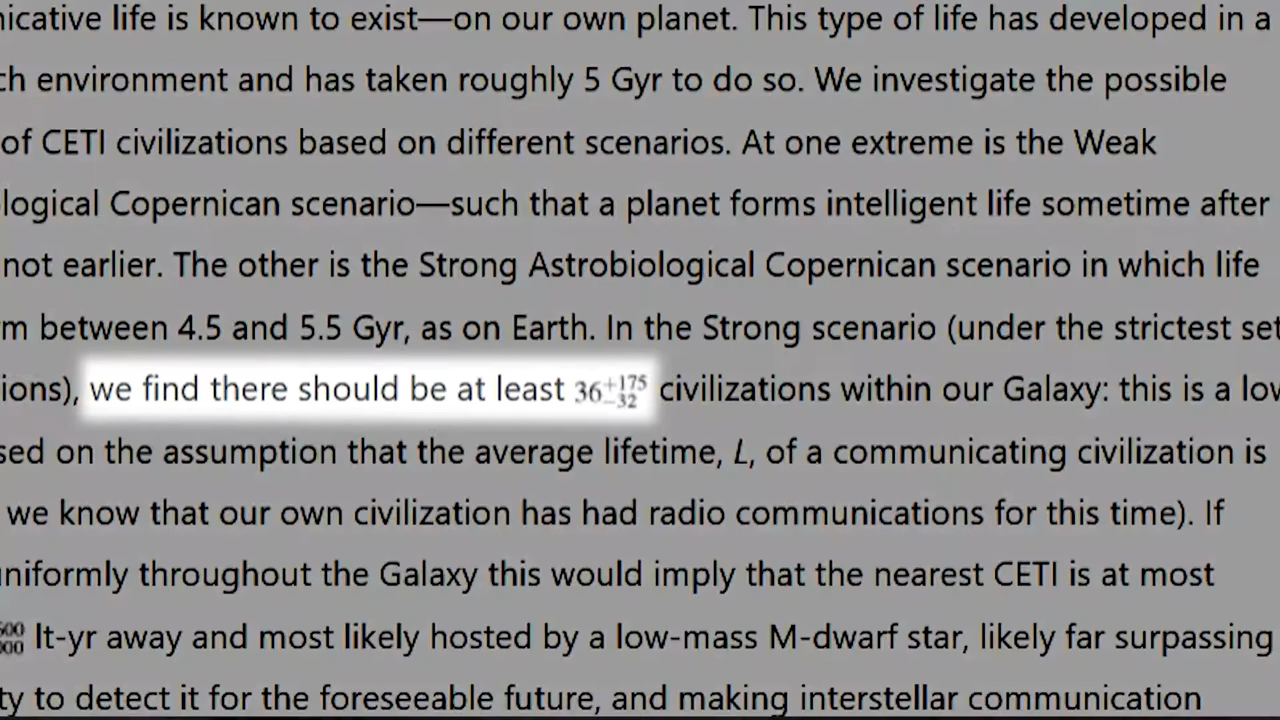 nicative life is known to exist—on our own planet. This type of life has developed in a
ch environment and has taken roughly 5 Gyr to do so. We investigate the possible
of CETI civilizations based on different scenarios. At one extreme is the Weak
logical Copernican scenario—such that a planet forms intelligent life sometime after
not earlier. The other is the Strong Astrobiological Copernican scenario in which life
rm between 4.5 and 5.5 Gyr, as on Earth. In the Strong scenario (under the strictest set
ions), we find there should be at least 36+175 −32 civilizations within our Galaxy: this is a low
sed on the assumption that the average lifetime, L, of a communicating civilization is
we know that our own civilization has had radio communications for this time). If
uniformly throughout the Galaxy this would imply that the nearest CETI is at most
lt-yr away and most likely hosted by a low-mass M-dwarf star, likely far surpassing
ty to detect it for the foreseeable future, and making interstellar communication